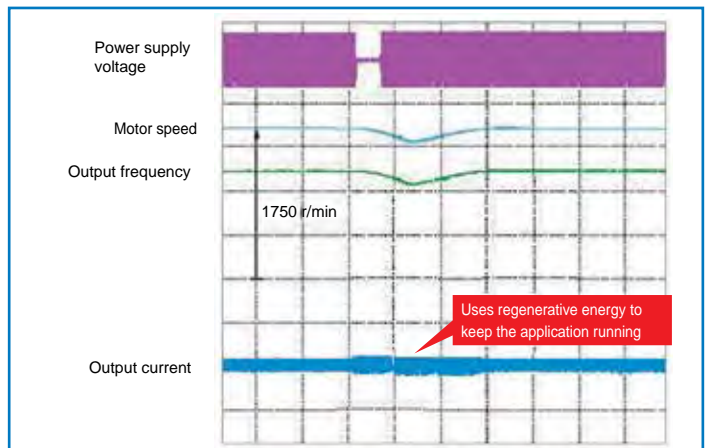 Power supply
voltage
Motor speed
Output frequency
1750 r/min
Uses regenerative energy to
keep the application running
Output current